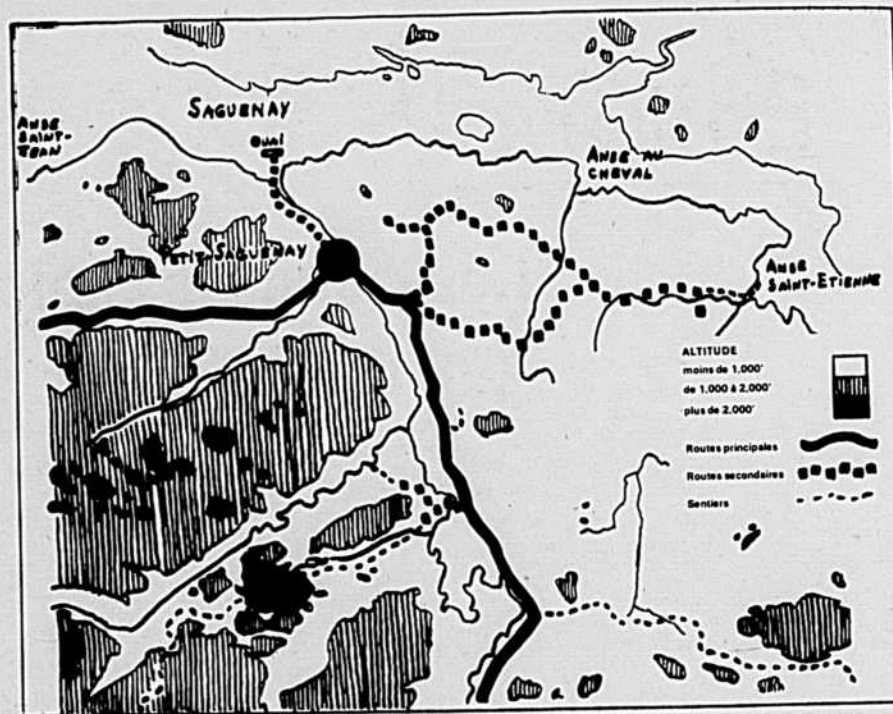 SAGUENAY
ANSE
SAINT-
JEAN
QUAI
ANSE AU
CHEVAL
PETIT-SAGUENAY
ANSE
SAINT-ETIENNE
ALTITUDE
moins de 1,000'
de 1,000 à 2,000'
plus de 2,000'
Routes principales
Routes secondaires
Sentiers